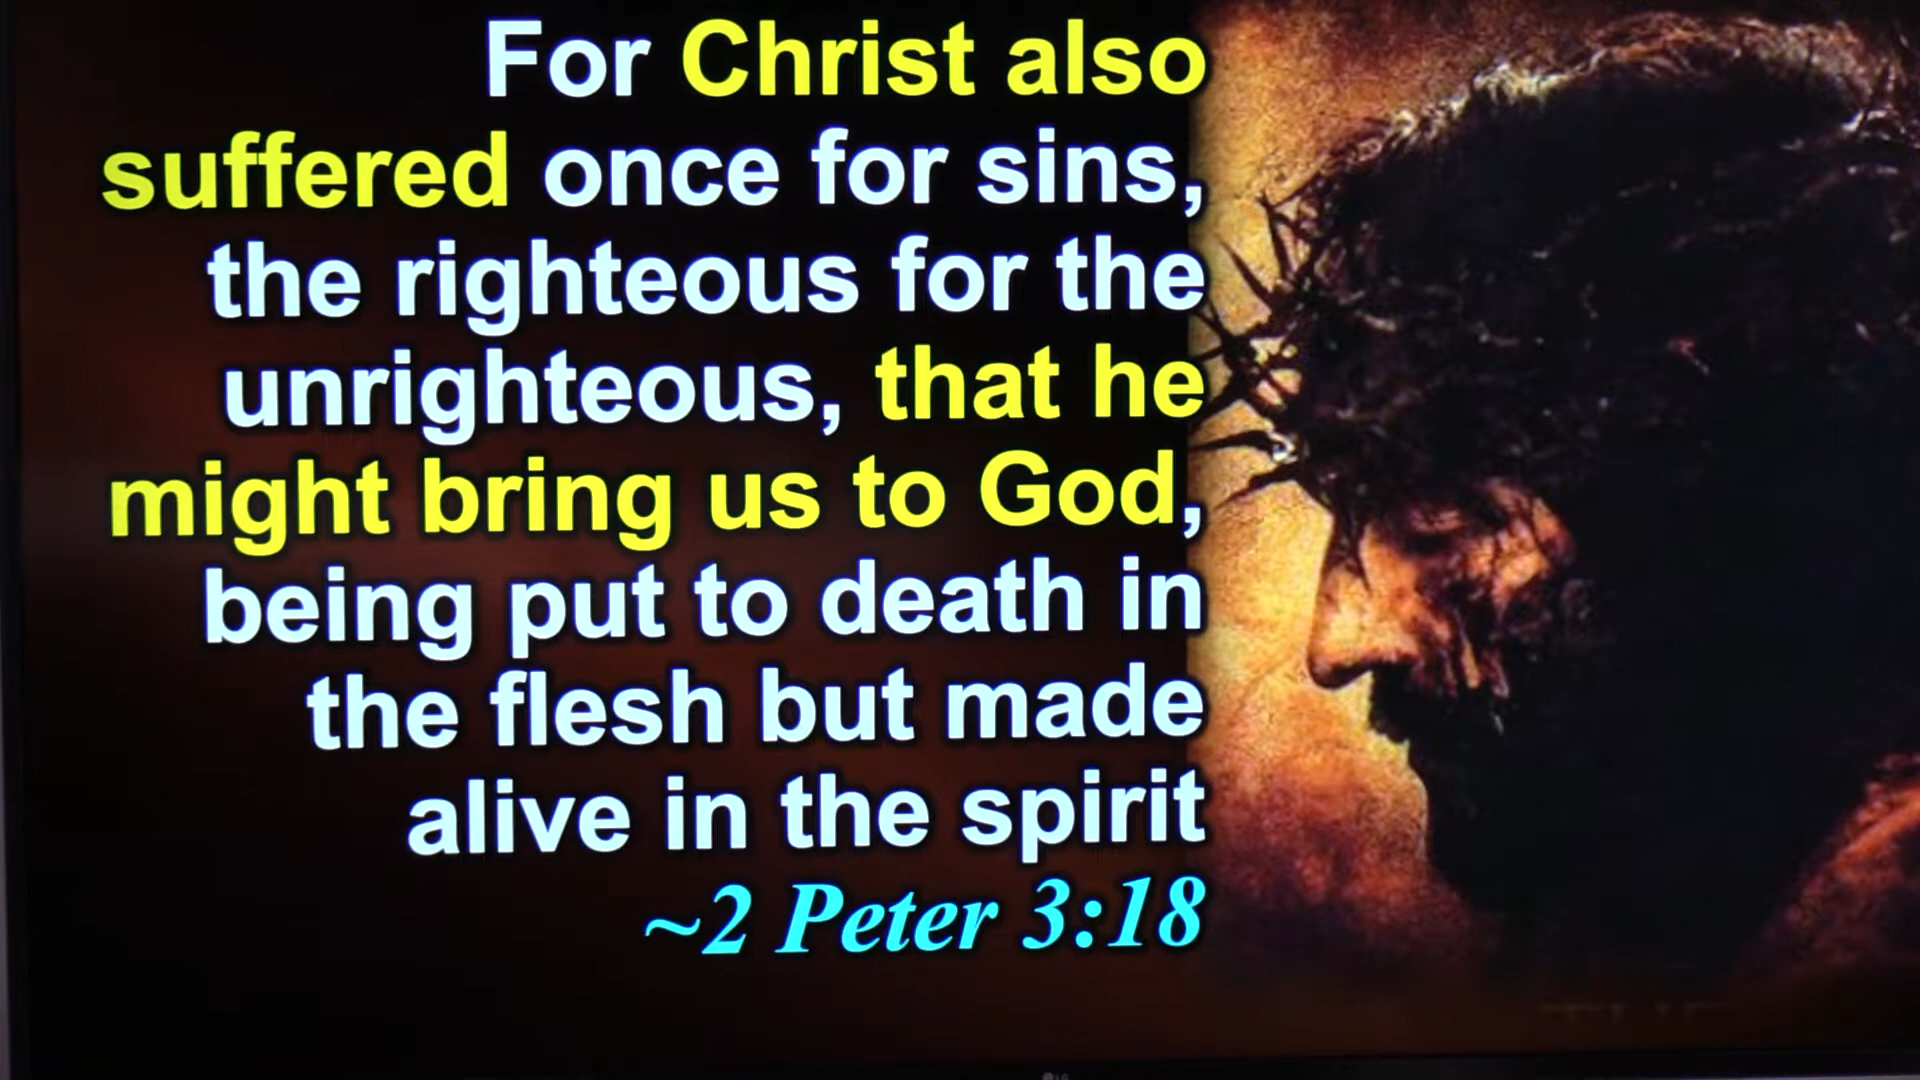 For Christ also
suffered once for sins,
the righteous for the
unrighteous, that he
might bring us to God,
being put to death in
the flesh but made
alive in the spirit
~2 Peter 3:18
LG